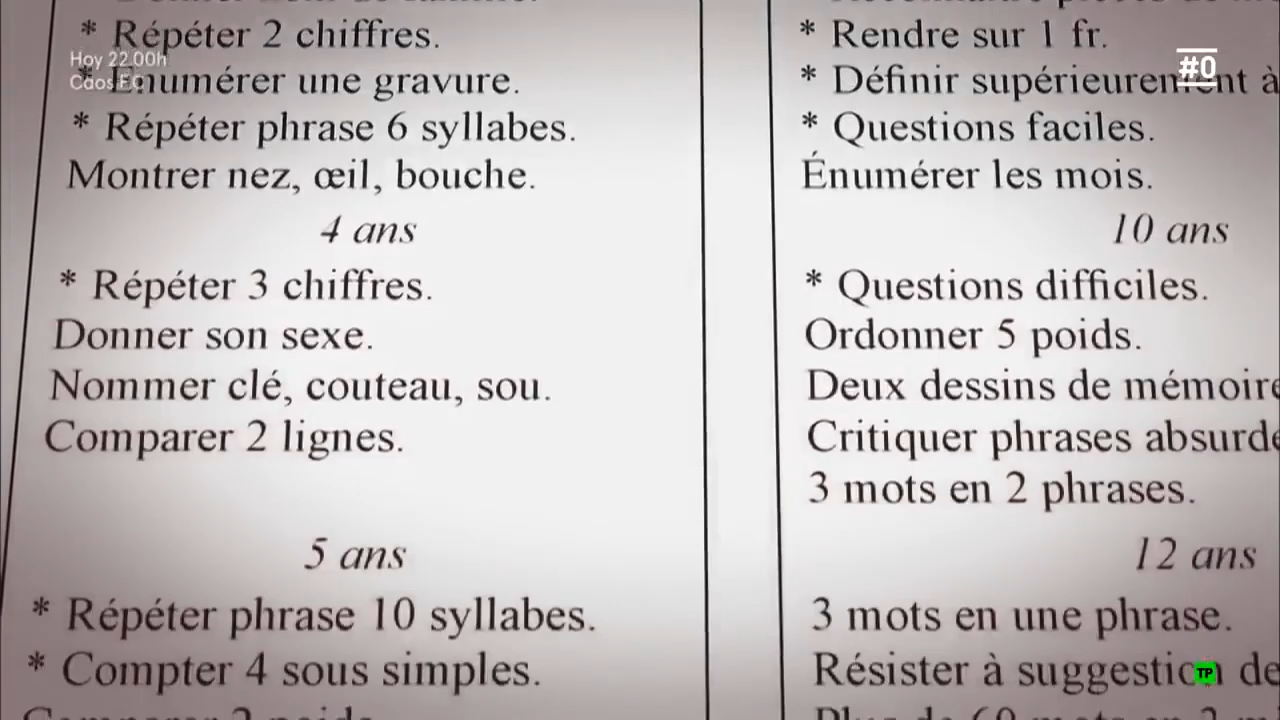 * Répéter 2 chiffres.
* Enumérer une gravure.
* Répéter phrase 6 syllabes.
Montrer nez, œil, bouche.
4 ans
* Répéter 3 chiffres.
Donner son sexe.
Nommer clé, couteau, sou.
Comparer 2 lignes.
5 ans
* Répéter phrase 10 syllabes.
* Compter 4 sous simples.
* Rendre sur 1 fr.
* Définir supérieurement à
* Questions faciles.
Énumérer les mois.
10 ans
* Questions difficiles.
Ordonner 5 poids.
Deux dessins de mémoire
Critiquer phrases absurde
3 mots en 2 phrases.
12 ans
3 mots en une phrase.
Résister à suggestion de
Hoy 22.00h
Caos F.C.
#0
TP